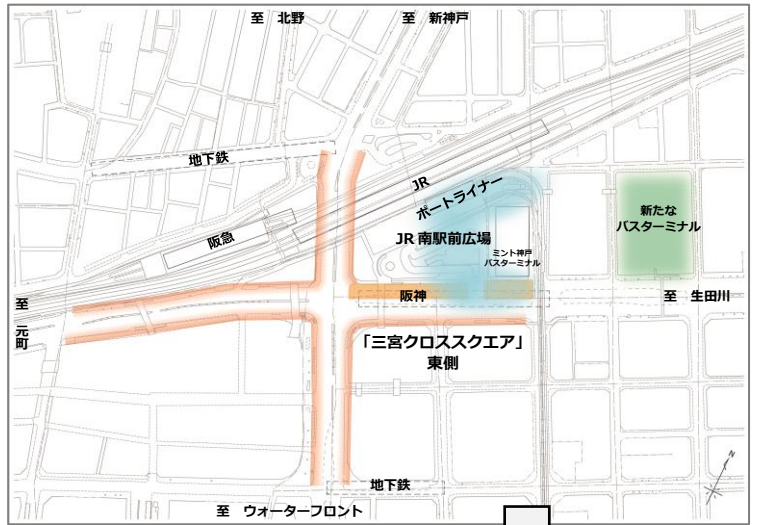 至　北野
至　新神戸
地下鉄
JR
ポートライナー
阪急
JR 南駅前広場
ミント神戸
バスターミナル
新たな
バスターミナル
阪神
至　生田川
至　元町
「三宮クロススクエア」
東側
地下鉄
至　ウォーターフロント
N